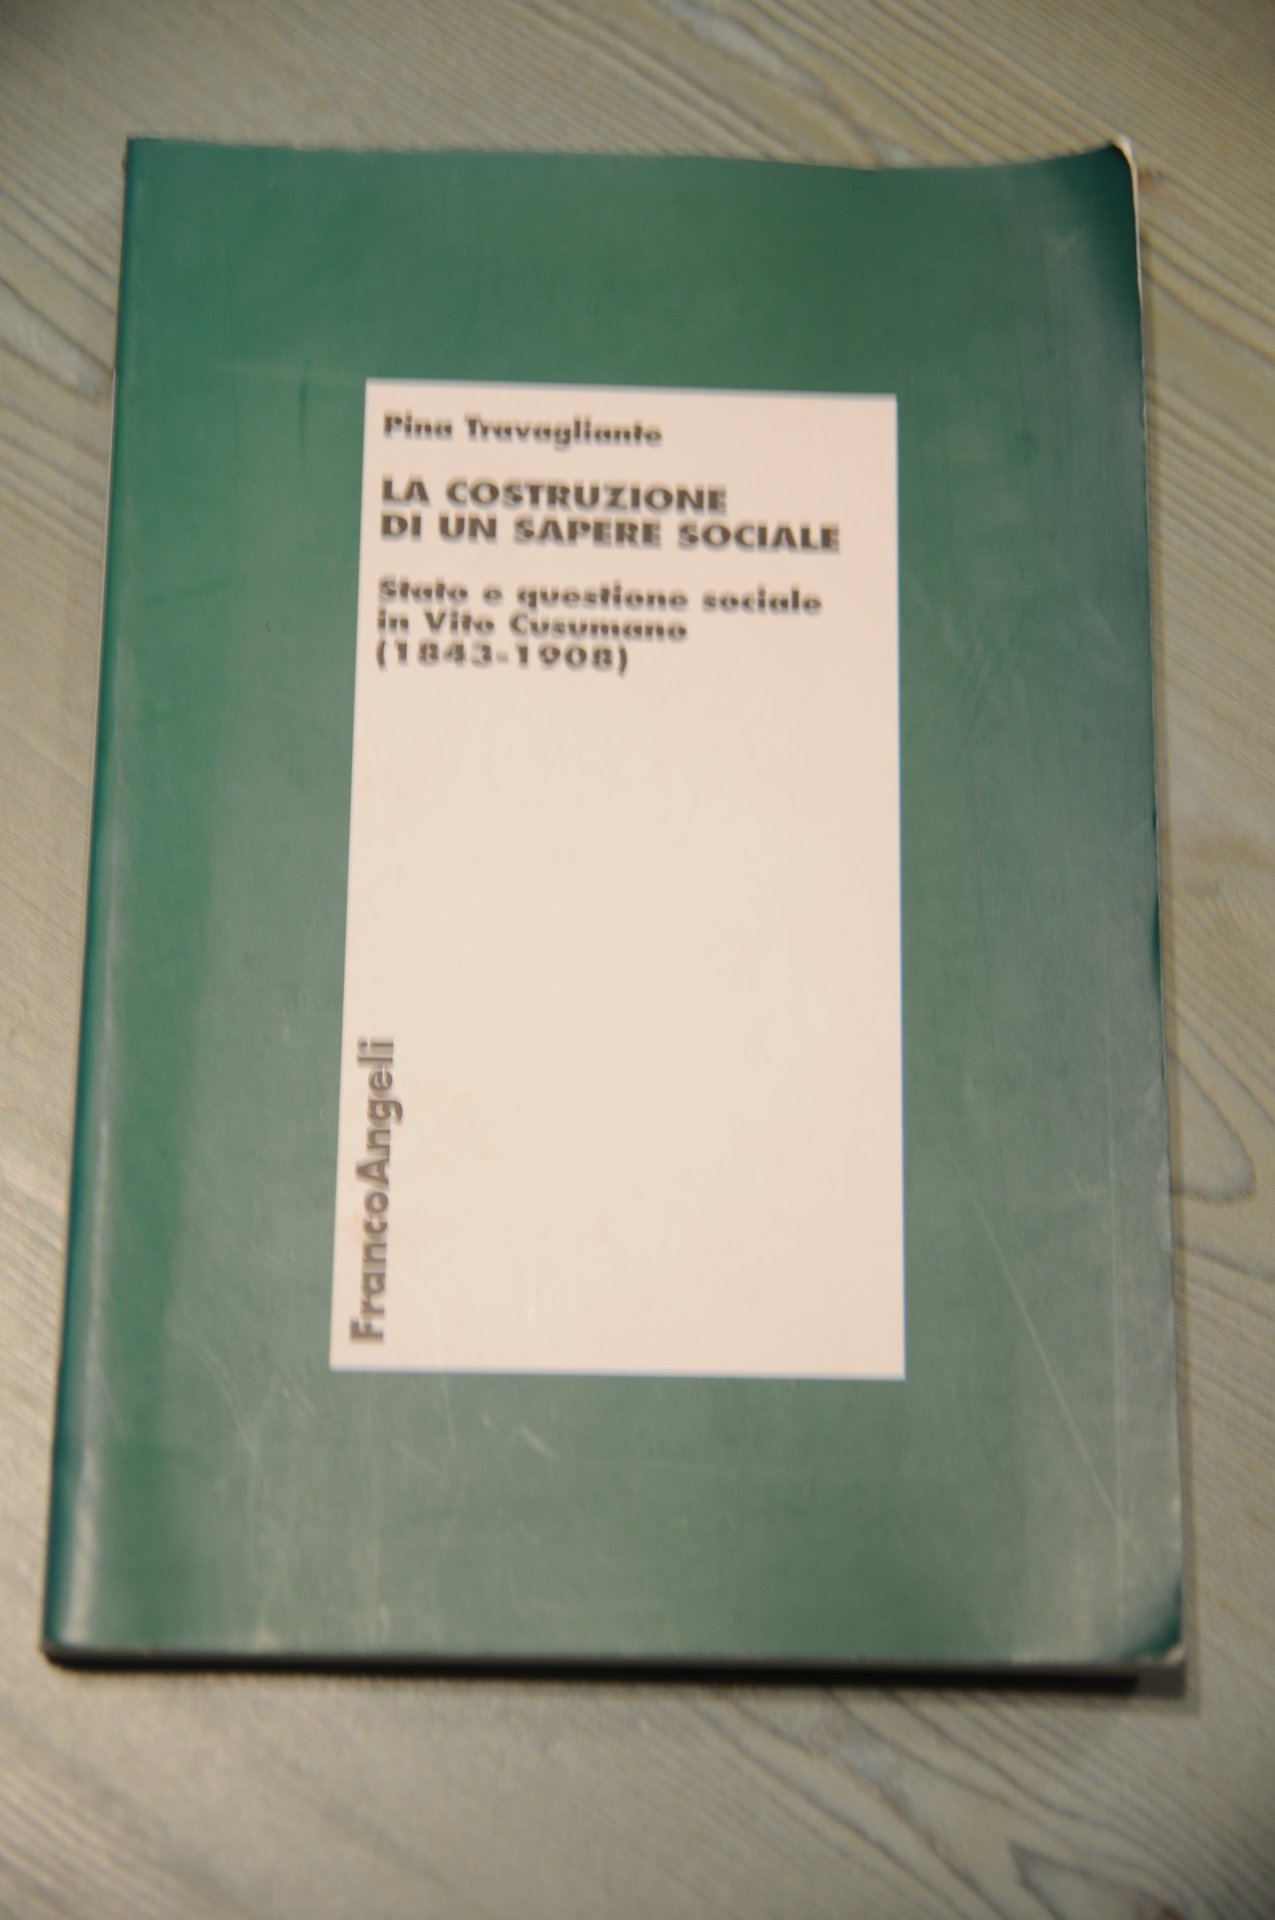 Pina Travagliante
LA COSTRUZIONE
DI UN SAPERE SOCIALE
Stato e questione sociale
in Vito Cusumano
(1843-1908)
FrancoAngeli